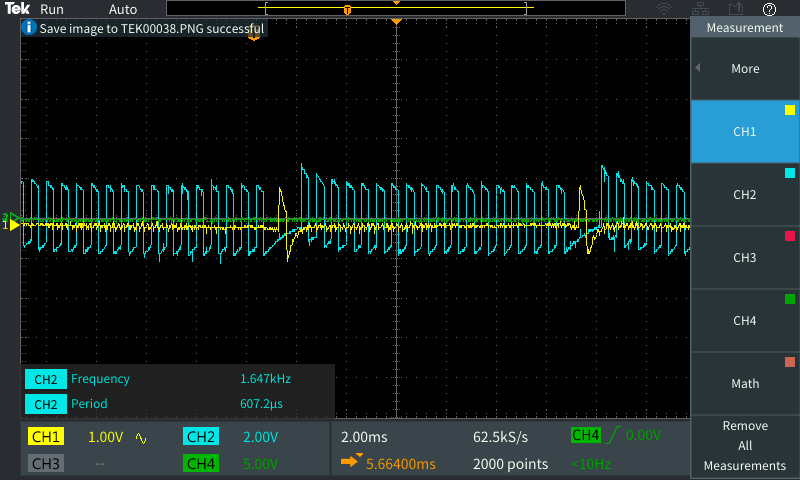 Tek Run Auto
Save image to TEK00038.PNG successful
Measurement
More
CH1
CH2
CH3
CH4
Math
Remove
All
Measurements
2
1
CH2 Frequency 1.647kHz
CH2 Period 607.2µs
CH1 1.00V CH2 2.00V 2.00ms 62.5kS/s CH4 0.00V
CH3 -- CH4 5.00V 5.66400ms 2000 points <10Hz